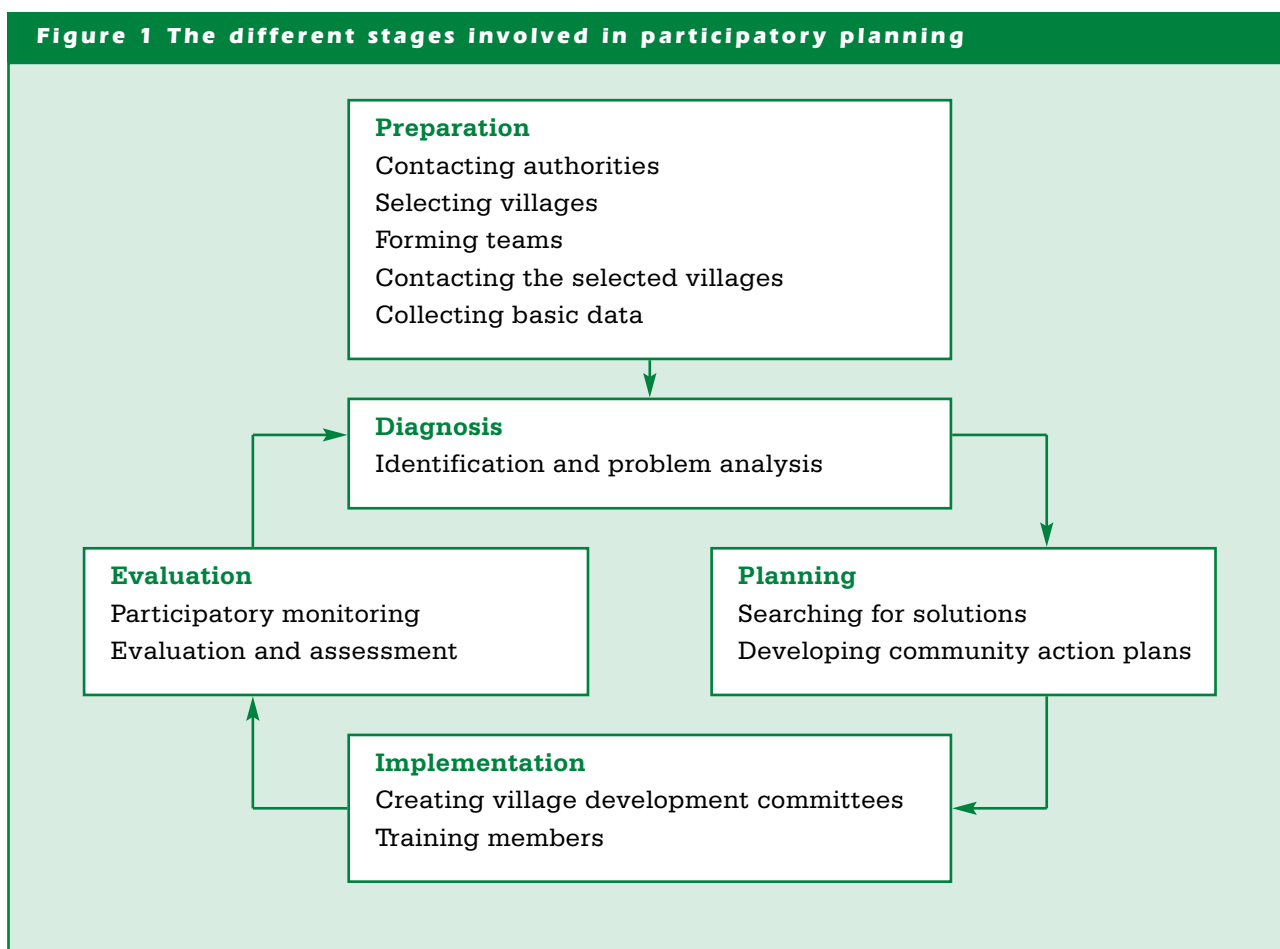 Figure 1 The different stages involved in participatory planning
Preparation
Contacting authorities
Selecting villages
Forming teams
Contacting the selected villages
Collecting basic data
Diagnosis
Identification and problem analysis
Evaluation
Participatory monitoring
Evaluation and assessment
Planning
Searching for solutions
Developing community action plans
Implementation
Creating village development committees
Training members